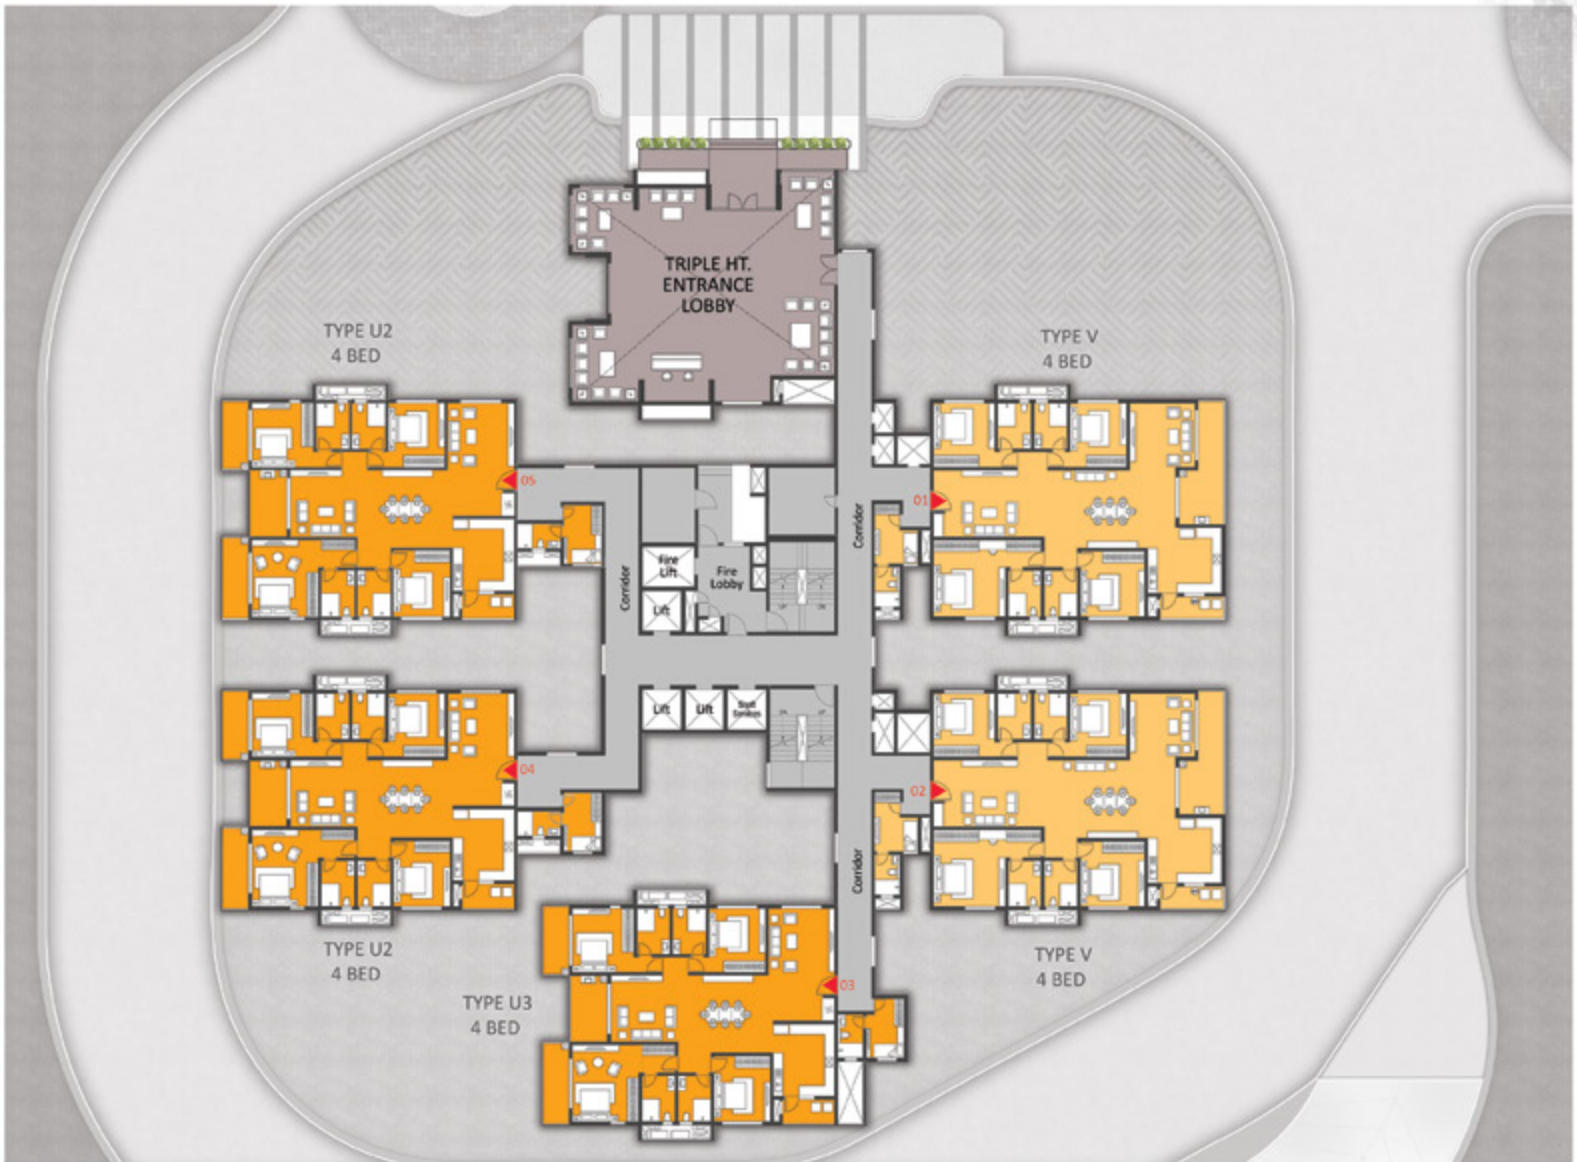 TRIPLE HT.
ENTRANCE
LOBBY
TYPE U2
4 BED
TYPE V
4 BED
05
01
Corridor
Fire
Lift
Fire
Lobby
Corridor
Lift
Lift
Lift
04
02
Corridor
TYPE U2
4 BED
TYPE V
4 BED
03
TYPE U3
4 BED